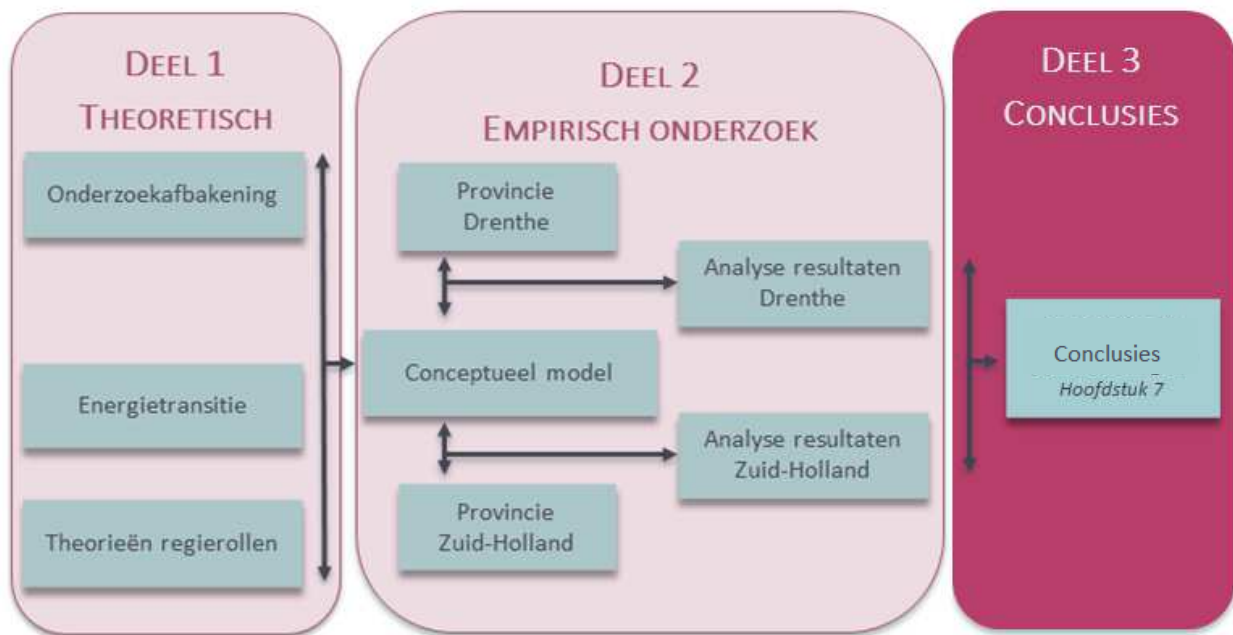 DEEL 1
THEORETISCH
Onderzoekafbakening
Energietransitie
Theorieën regierollen
DEEL 2
EMPIRISCH ONDERZOEK
Provincie
Drenthe
Analyse resultaten
Drenthe
Conceptueel model
Analyse resultaten
Zuid-Holland
Provincie
Zuid-Holland
DEEL 3
CONCLUSIES
Conclusies
Hoofdstuk 7